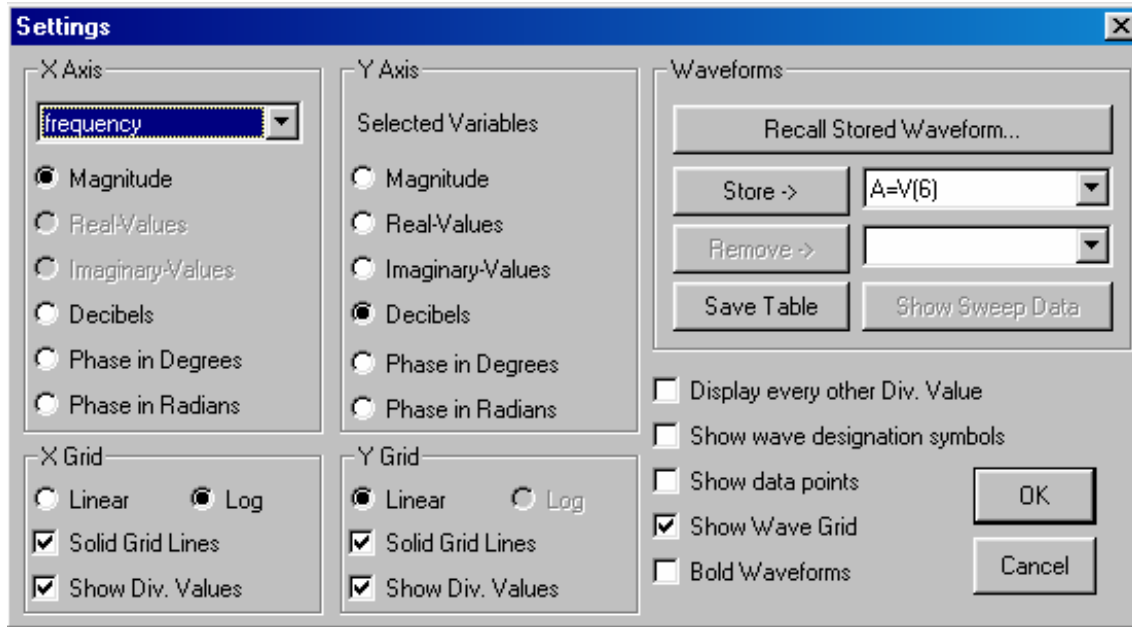 Settings
X Axis
frequency
Magnitude
Real-Values
Imaginary-Values
Decibels
Phase in Degrees
Phase in Radians
Y Axis
Selected Variables
Magnitude
Real-Values
Imaginary-Values
Decibels
Phase in Degrees
Phase in Radians
Waveforms
Recall Stored Waveform...
Store ->
A=V(6)
Remove ->
Save Table
Show Sweep Data
X Grid
Linear
Log
Solid Grid Lines
Show Div. Values
Y Grid
Linear
Log
Solid Grid Lines
Show Div. Values
Display every other Div. Value
Show wave designation symbols
Show data points
Show Wave Grid
Bold Waveforms
OK
Cancel